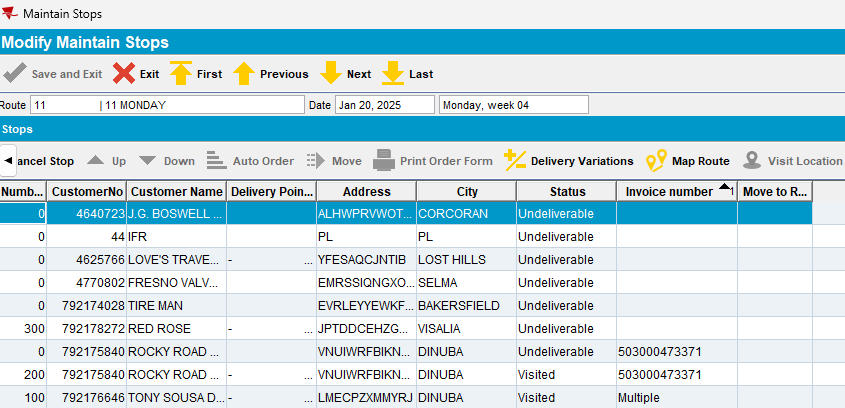 Maintain Stops
Modify Maintain Stops
Save and Exit Exit First Previous Next Last
Route 11 | 11 MONDAY Date Jan 20, 2025 Monday, week 04
Stops
ancel Stop Up Down Auto Order Move Print Order Form Delivery Variations Map Route Visit Location
Numb... CustomerNo Customer Name Delivery Poin... Address City Status Invoice number 1 Move to R...
0 4640723 J.G. BOSWELL ... ALHWPRVWOT... CORCORAN Undeliverable
0 44 IFR PL PL Undeliverable
0 4625766 LOVE'S TRAVE... - ... YFESAQCJNTIB LOST HILLS Undeliverable
0 4770802 FRESNO VALV... EMRSSIQNGXO... SELMA Undeliverable
0 792174028 TIRE MAN EVRLEYYEWKF... BAKERSFIELD Undeliverable
300 792178272 RED ROSE - ... JPTDDCEHZG... VISALIA Undeliverable
0 792175840 ROCKY ROAD ... VNUIWRFBIKN... DINUBA Undeliverable 503000473371
200 792175840 ROCKY ROAD ... - ... VNUIWRFBIKN... DINUBA Visited 503000473371
100 792176646 TONY SOUSA D... - ... LMECPZXMMYRJ DINUBA Visited Multiple